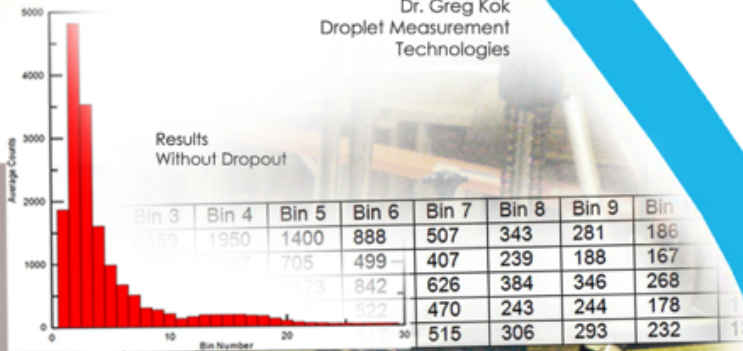 Dr. Greg Kok
Droplet Measurement
Technologies
5000
4000
3000
2000
1000
0
Average Counts
0 10 20 30
Bin Number
Results
Without Dropout
Bin 3 Bin 4 Bin 5 Bin 6 Bin 7 Bin 8 Bin 9 Bin
1950 1400 888 507 343 281 186
705 499 407 239 188 167
842 626 384 346 268
522 470 243 244 178
515 306 293 232